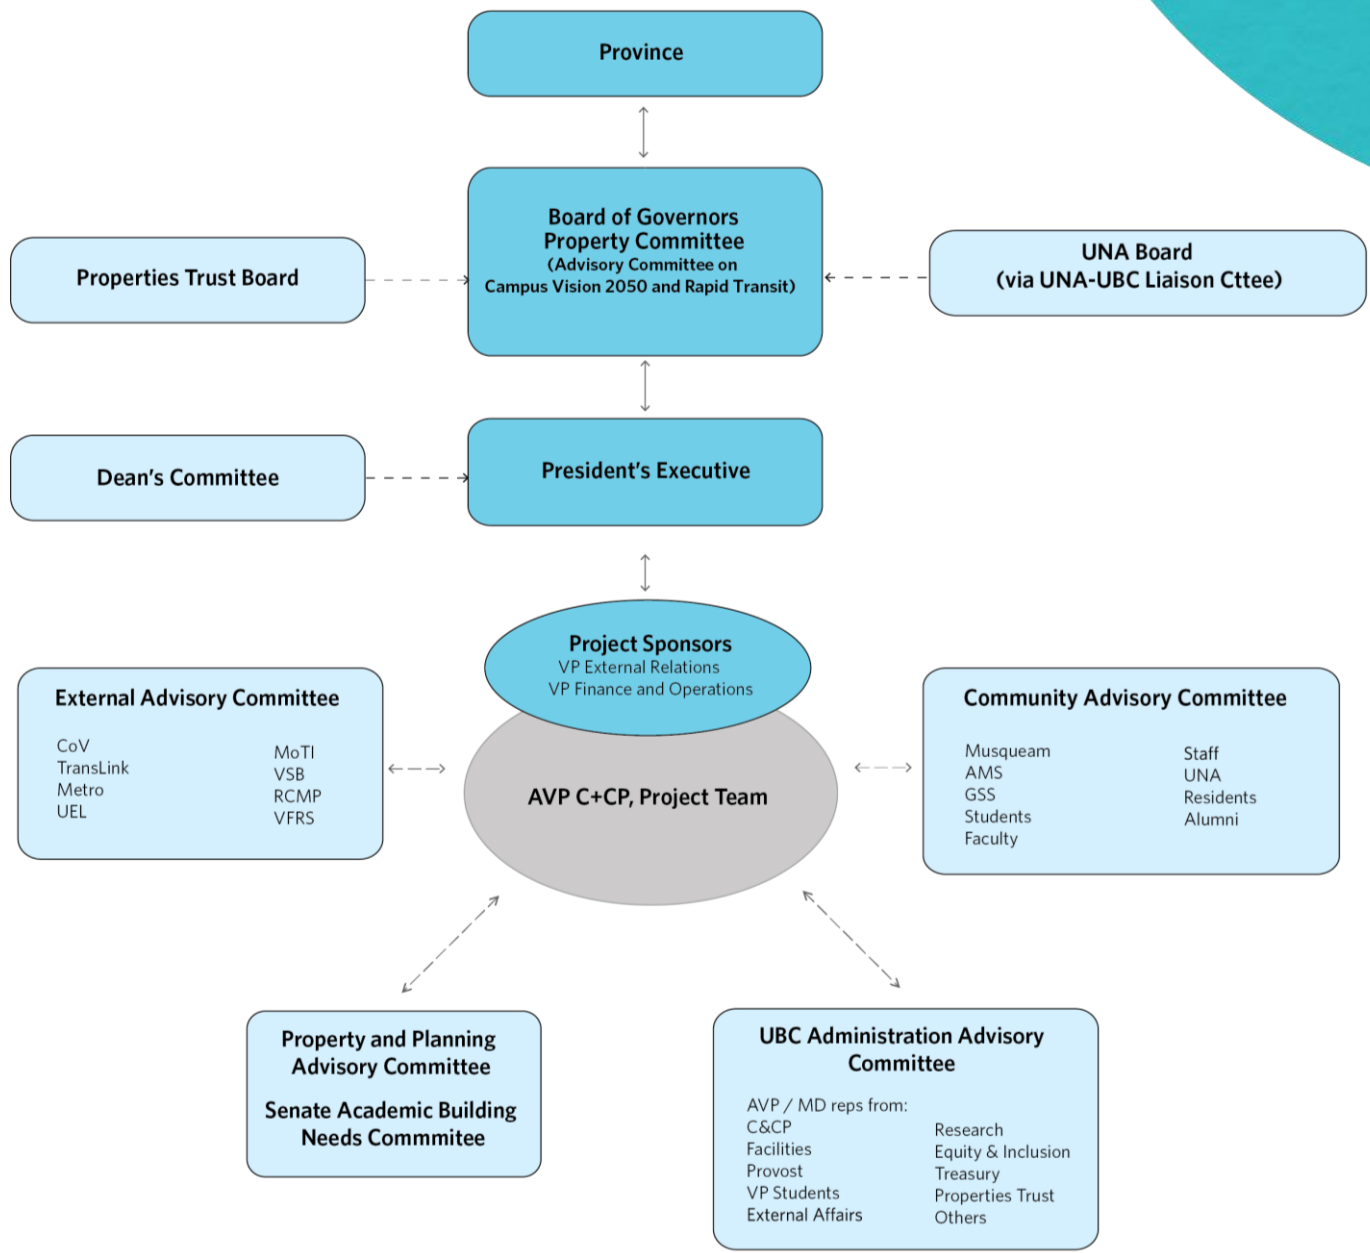 Province
Board of Governors
Property Committee
(Advisory Committee on
Campus Vision 2050 and Rapid Transit)
Properties Trust Board
UNA Board
(via UNA-UBC Liaison Cttee)
Dean's Committee
President's Executive
Project Sponsors
VP External Relations
VP Finance and Operations
AVP C+CP, Project Team
External Advisory Committee
CoV
TransLink
Metro
UEL
MoTI
VSB
RCMP
VFRS
Community Advisory Committee
Musqueam
AMS
GSS
Students
Faculty
Staff
UNA
Residents
Alumni
Property and Planning
Advisory Committee
Senate Academic Building
Needs Commmitee
UBC Administration Advisory
Committee
AVP / MD reps from:
C&CP
Facilities
Provost
VP Students
External Affairs
Research
Equity & Inclusion
Treasury
Properties Trust
Others